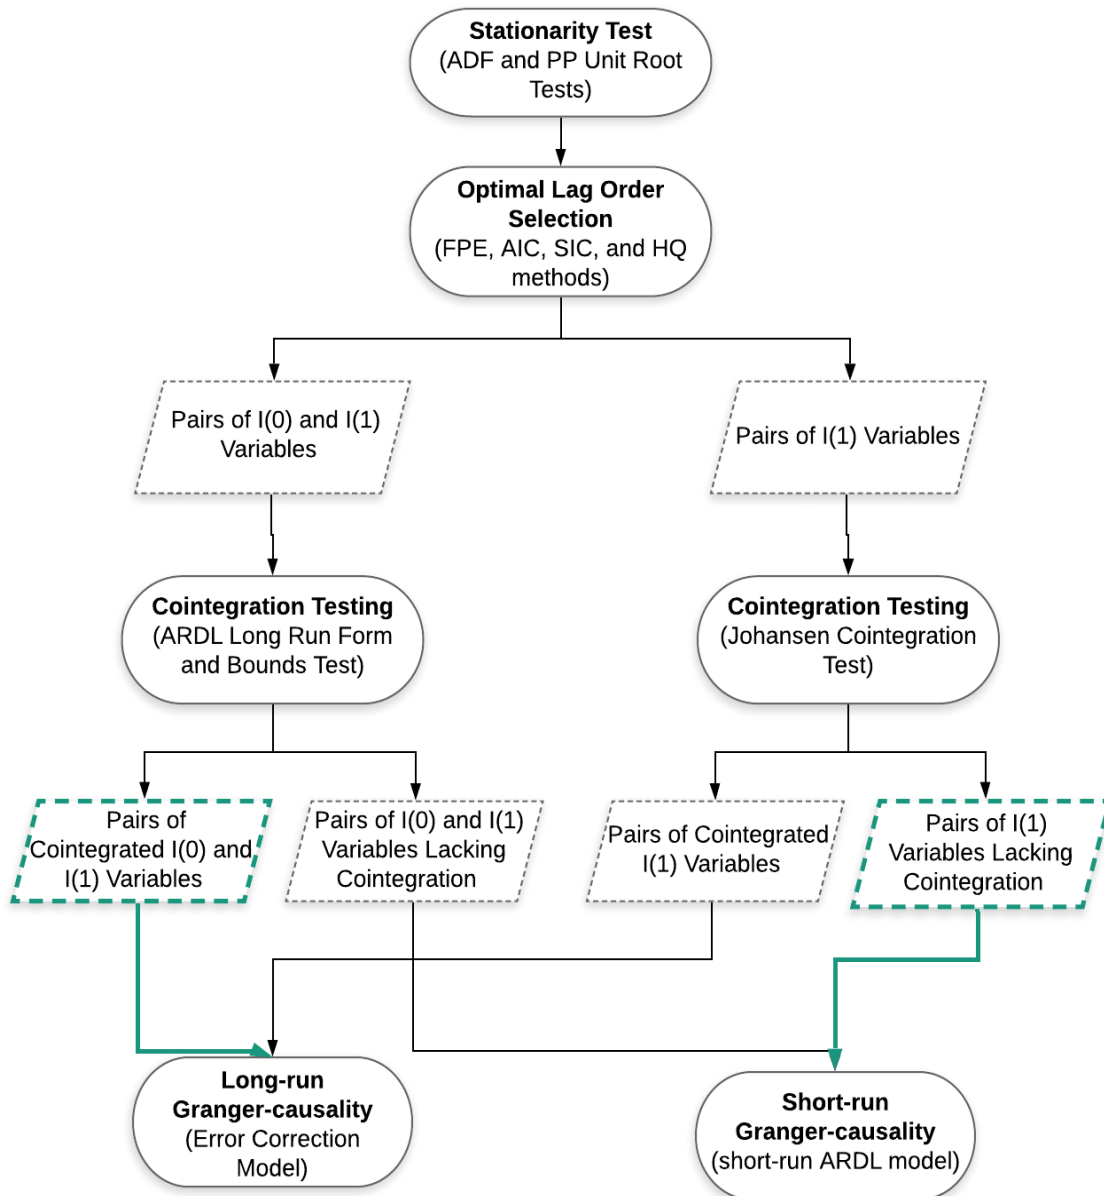 Stationarity Test
(ADF and PP Unit Root
Tests)
Optimal Lag Order
Selection
(FPE, AIC, SIC, and HQ
methods)
Pairs of I(0) and I(1)
Variables
Pairs of I(1) Variables
Cointegration Testing
(ARDL Long Run Form
and Bounds Test)
Cointegration Testing
(Johansen Cointegration
Test)
Pairs of
Cointegrated I(0) and
I(1) Variables
Pairs of I(0) and I(1)
Variables Lacking
Cointegration
Pairs of Cointegrated
I(1) Variables
Pairs of I(1)
Variables Lacking
Cointegration
Long-run
Granger-causality
(Error Correction
Model)
Short-run
Granger-causality
(short-run ARDL model)